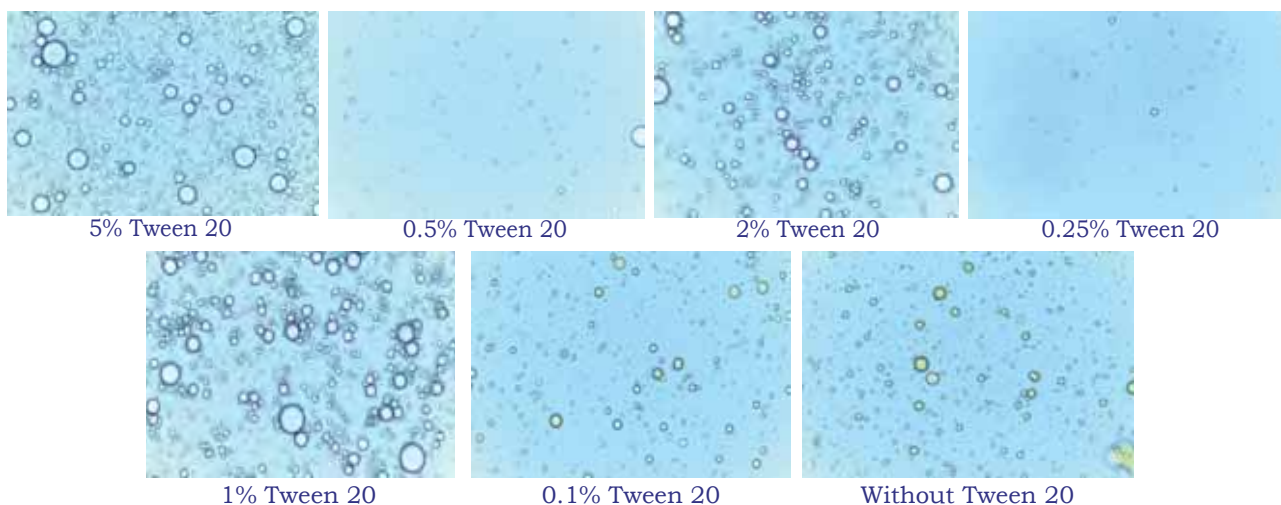 5% Tween 20
0.5% Tween 20
2% Tween 20
0.25% Tween 20
1% Tween 20
0.1% Tween 20
Without Tween 20